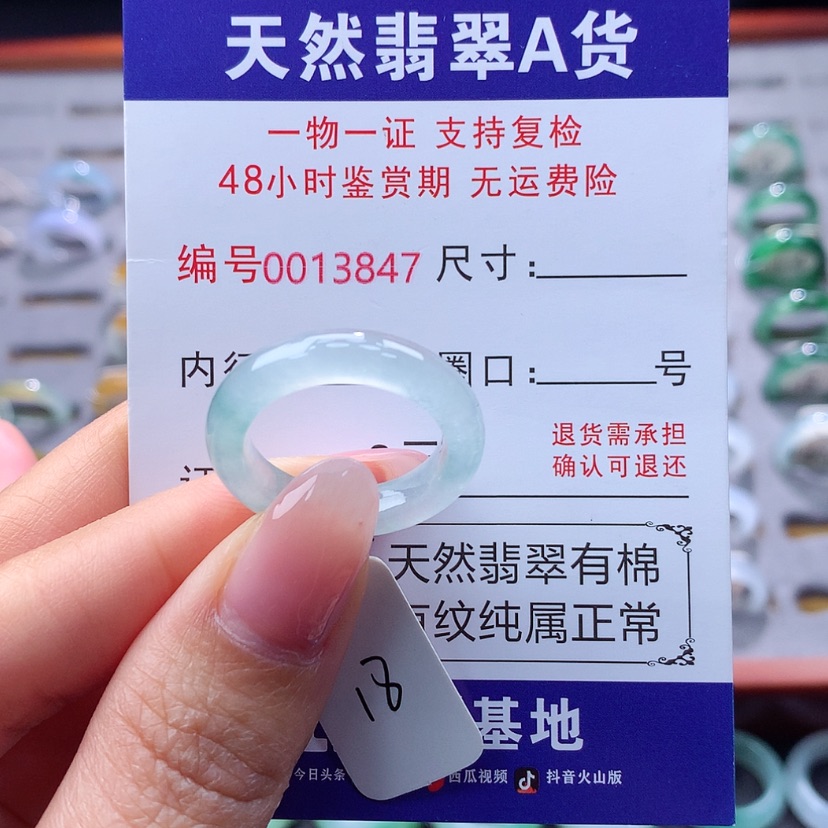 天然翡翠A货
一物一证 支持复检
48小时鉴赏期 无运费险
编号0013847 尺寸:
内 圈口: 号
退货需承担
确认可退还
天然翡翠有棉
纹纯属正常
18
基地
今日头条 西瓜视频 抖音火山版